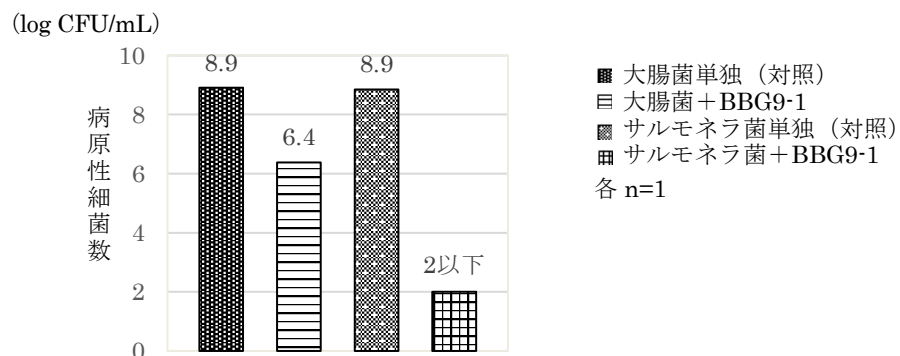 (log CFU/mL)
10
8
6
4
2
0
病原性細菌数
8.9
6.4
8.9
2以下
大腸菌単独（対照）
大腸菌＋BBG9-1
サルモネラ菌単独（対照）
サルモネラ菌＋BBG9-1
各 n=1